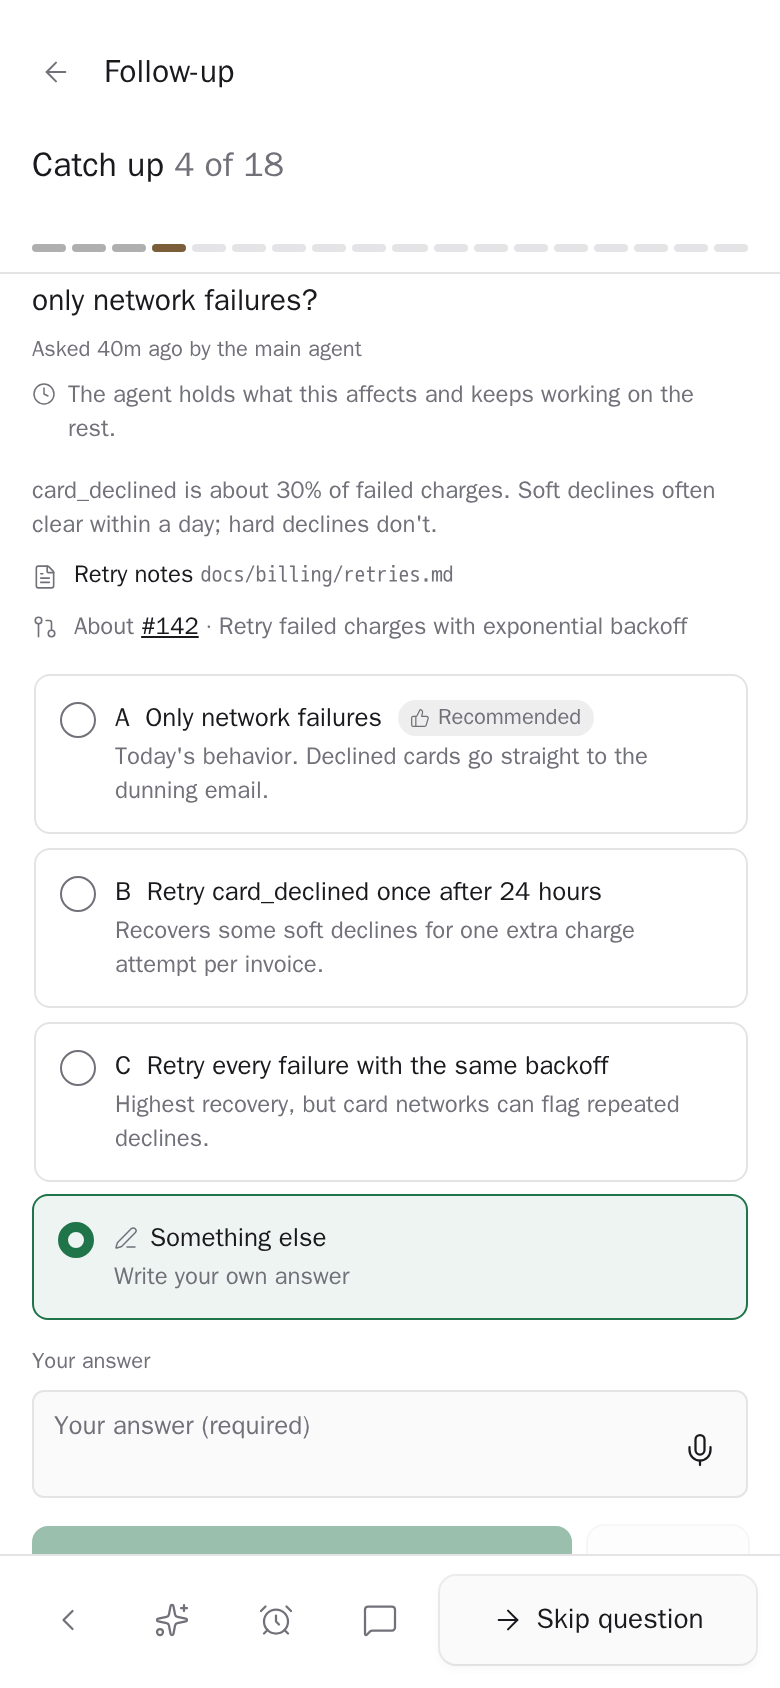 Follow-up
Catch up 4 of 18
only network failures?
Asked 40m ago by the main agent
The agent holds what this affects and keeps working on the
rest.
card_declined is about 30% of failed charges. Soft declines often
clear within a day; hard declines don't.
Retry notes docs/billing/retries.md
About #142 · Retry failed charges with exponential backoff
A Only network failures Recommended
Today's behavior. Declined cards go straight to the
dunning email.
B Retry card_declined once after 24 hours
Recovers some soft declines for one extra charge
attempt per invoice.
C Retry every failure with the same backoff
Highest recovery, but card networks can flag repeated
declines.
Something else
Write your own answer
Your answer
Your answer (required)
Skip question